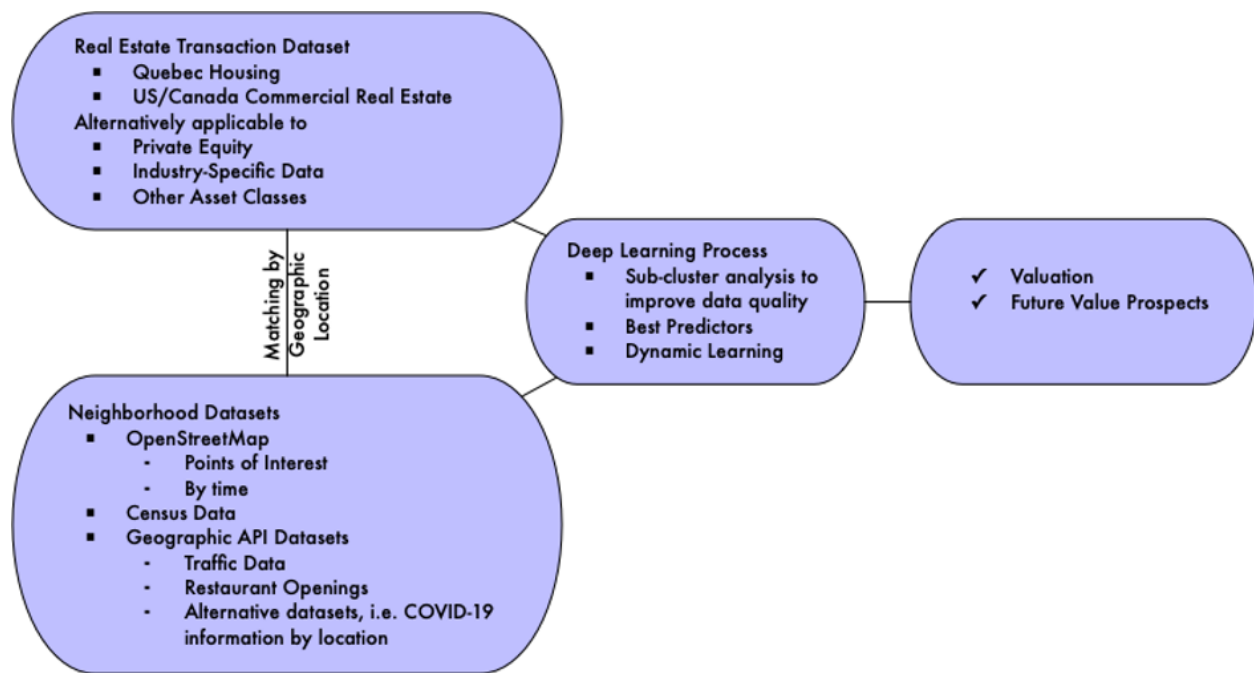 Real Estate Transaction Dataset
▪ Quebec Housing
▪ US/Canada Commercial Real Estate
Alternatively applicable to
▪ Private Equity
▪ Industry-Specific Data
▪ Other Asset Classes
Matching by
Geographic
Location
Neighborhood Datasets
▪ OpenStreetMap
- Points of Interest
- By time
▪ Census Data
▪ Geographic API Datasets
- Traffic Data
- Restaurant Openings
- Alternative datasets, i.e. COVID-19
information by location
Deep Learning Process
▪ Sub-cluster analysis to
improve data quality
▪ Best Predictors
▪ Dynamic Learning
✓ Valuation
✓ Future Value Prospects